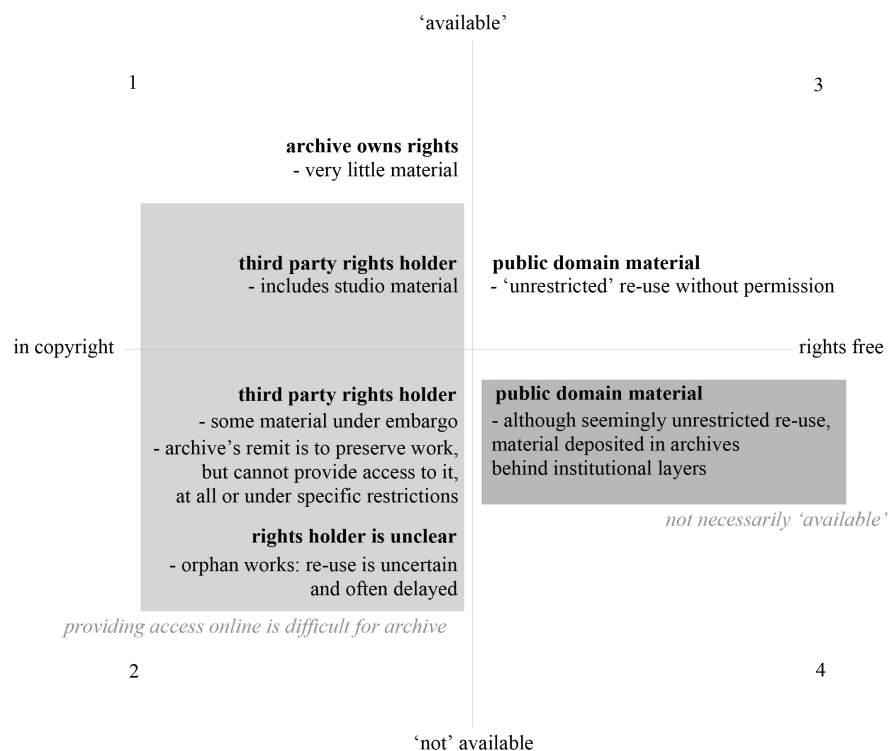 ‘available’
1
3
archive owns rights
- very little material
third party rights holder
- includes studio material
public domain material
- ‘unrestricted’ re-use without permission
in copyright
rights free
third party rights holder
- some material under embargo
- archive’s remit is to preserve work,
but cannot provide access to it,
at all or under specific restrictions
rights holder is unclear
- orphan works: re-use is uncertain
and often delayed
providing access online is difficult for archive
public domain material
- although seemingly unrestricted re-use,
material deposited in archives
behind institutional layers
not necessarily ‘available’
2
4
‘not’ available